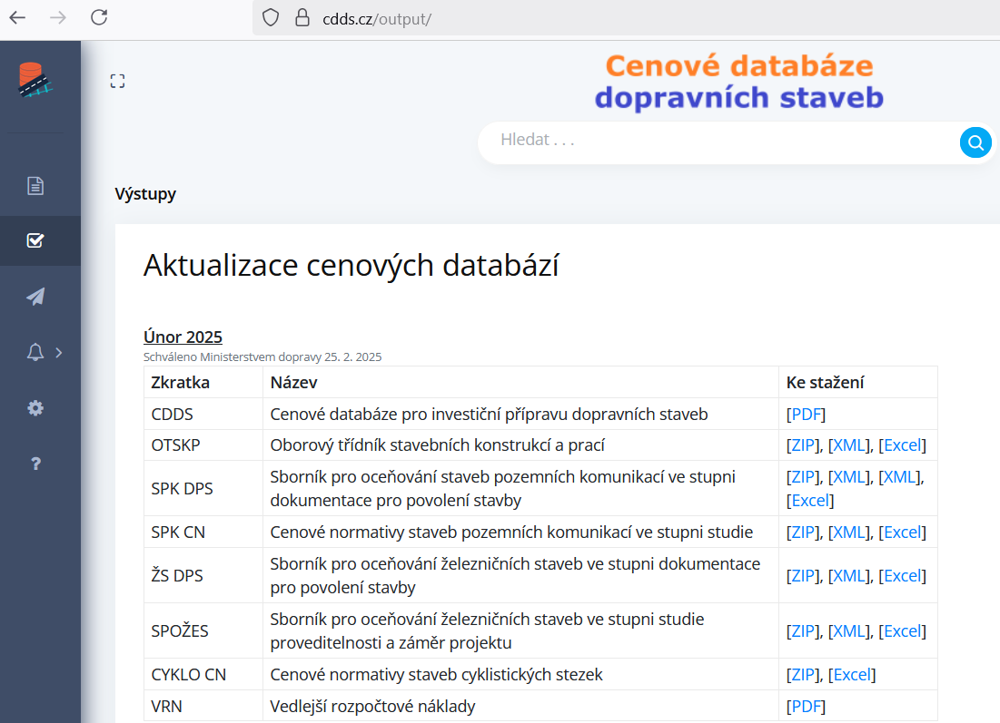 cdds.cz/output/
Cenové databáze
dopravních staveb
Hledat . . .
Výstupy
Aktualizace cenových databází
Únor 2025
Schváleno Ministerstvem dopravy 25. 2. 2025
Zkratka Název Ke stažení
CDDS Cenové databáze pro investiční přípravu dopravních staveb [PDF]
OTSKP Oborový třídník stavebních konstrukcí a prací [ZIP], [XML], [Excel]
SPK DPS Sborník pro oceňování staveb pozemních komunikací ve stupni [ZIP], [XML], [XML],
dokumentace pro povolení stavby [Excel]
SPK CN Cenové normativy staveb pozemních komunikací ve stupni studie [ZIP], [XML], [Excel]
ŽS DPS Sborník pro oceňování železničních staveb ve stupni dokumentace [ZIP], [XML], [Excel]
pro povolení stavby
SPOŽES Sborník pro oceňování železničních staveb ve stupni studie [ZIP], [XML], [Excel]
proveditelnosti a záměr projektu
CYKLO CN Cenové normativy staveb cyklistických stezek [ZIP], [Excel]
VRN Vedlejší rozpočtové náklady [PDF]